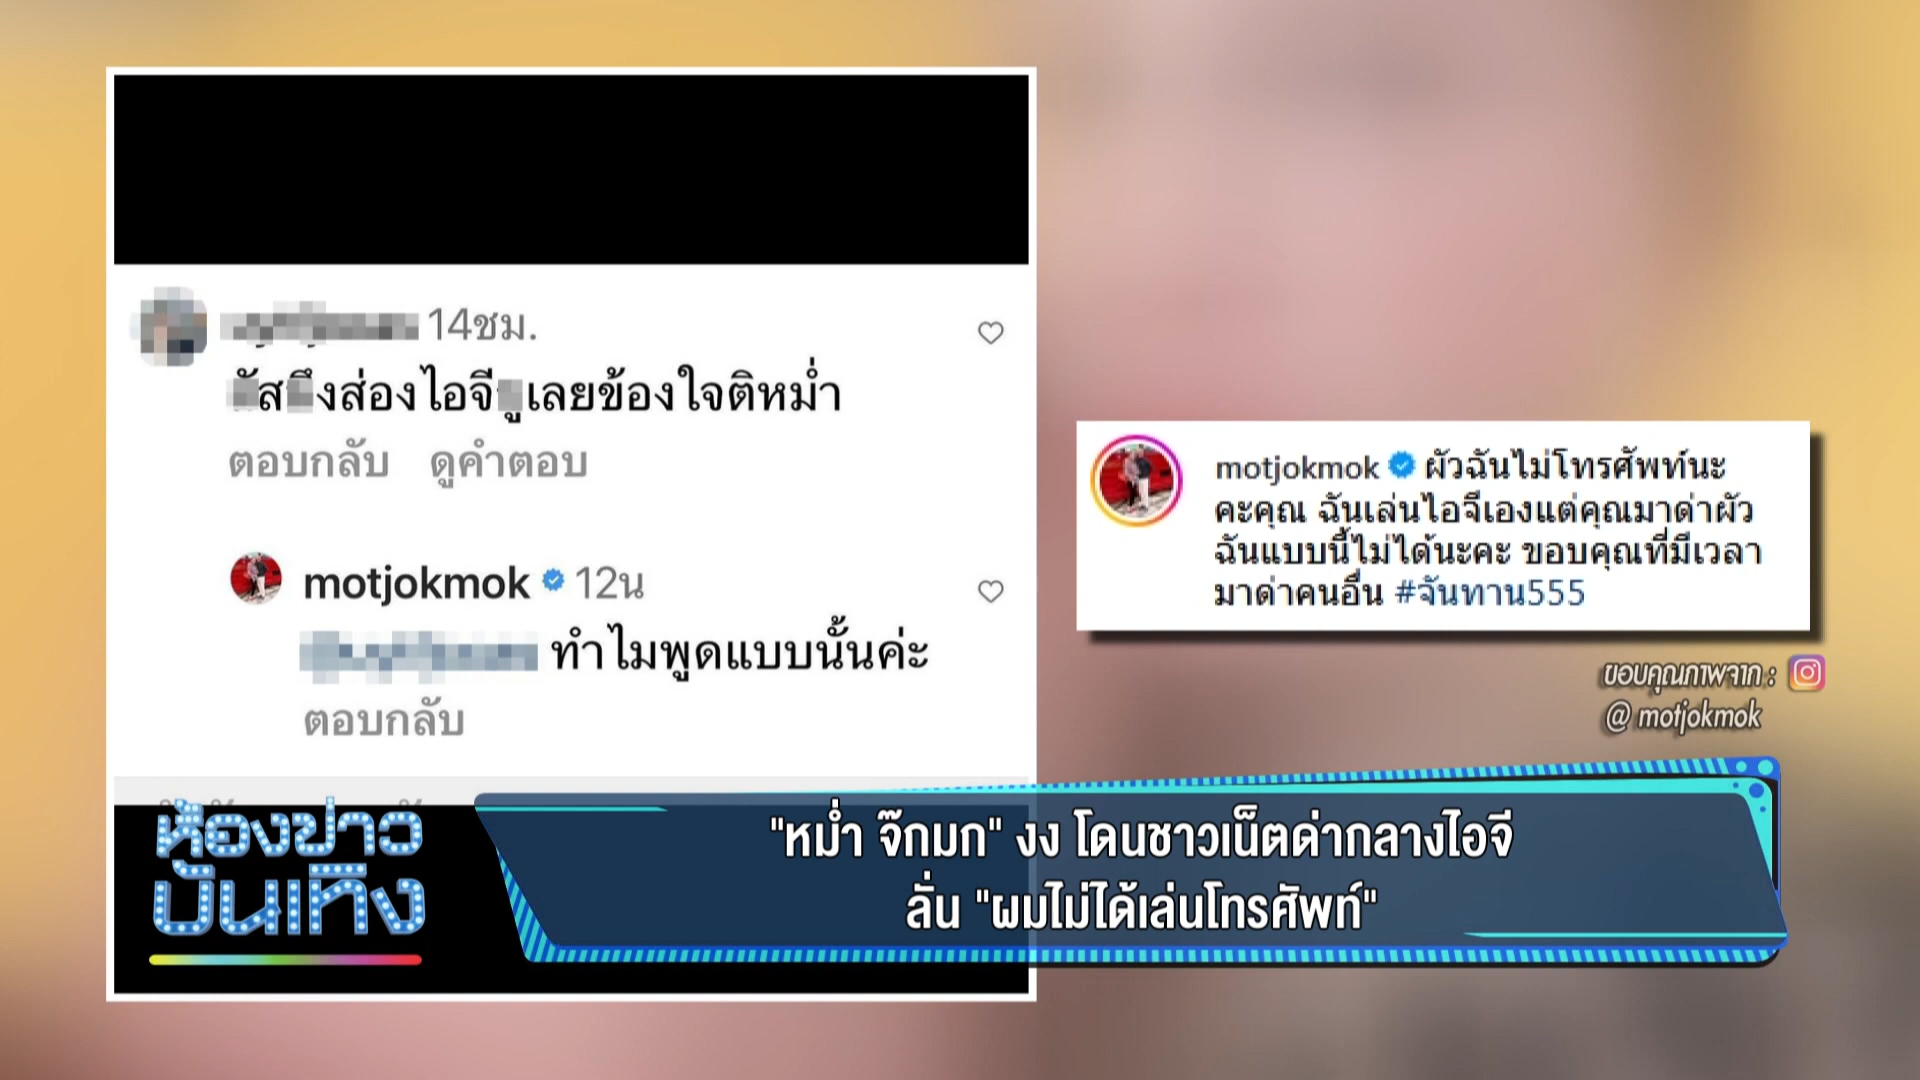 14ชม.
ส่องไอจี
เลยข้องใจติหม่ำ
ตอบกลับ ดูคำตอบ
motjokmok 12น
ทำไมพูดแบบนั้นค่ะ
ตอบกลับ
motjokmok ผัวฉันไม่โทรศัพท์นะ
คะคุณ ฉันเล่นไอจีเองแต่คุณมาด่าผัว
ฉันแบบนี้ไม่ได้นะคะ ขอบคุณที่มีเวลา
มาด่าคนอื่น #จันทาน555
ขอบคุณภาพจาก :
@ motjokmok
ห้องข่าว
บันเทิง
"หม่ำ จ๊กมก" งง โดนชาวเน็ตด่ากลางไอจี
ลั่น "ผมไม่ได้เล่นโทรศัพท์"